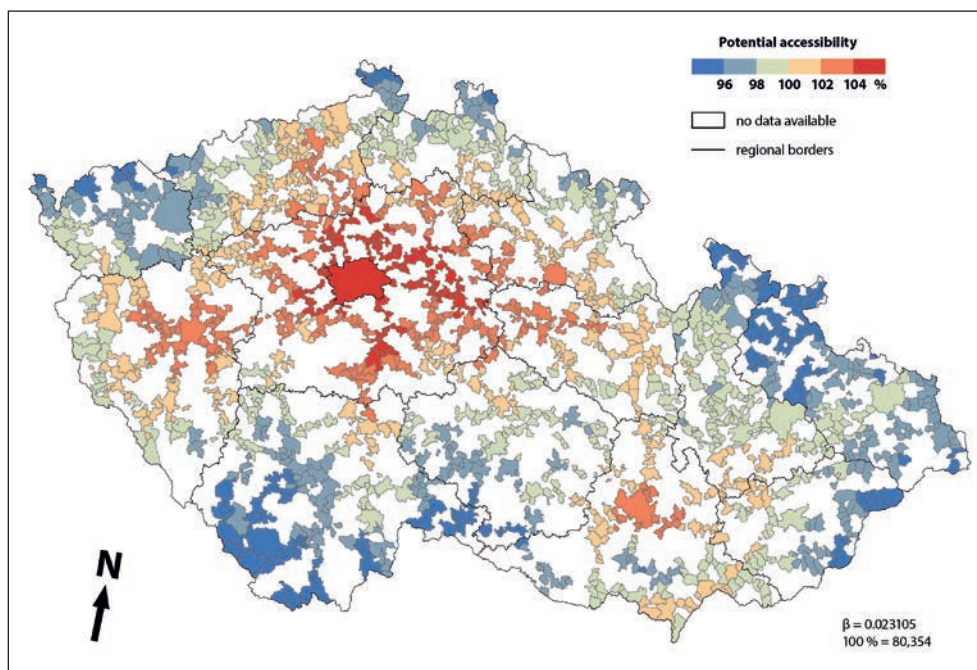 Potential accessibility
96 98 100 102 104 %
no data available
regional borders
N
β = 0.023105
100 % = 80,354